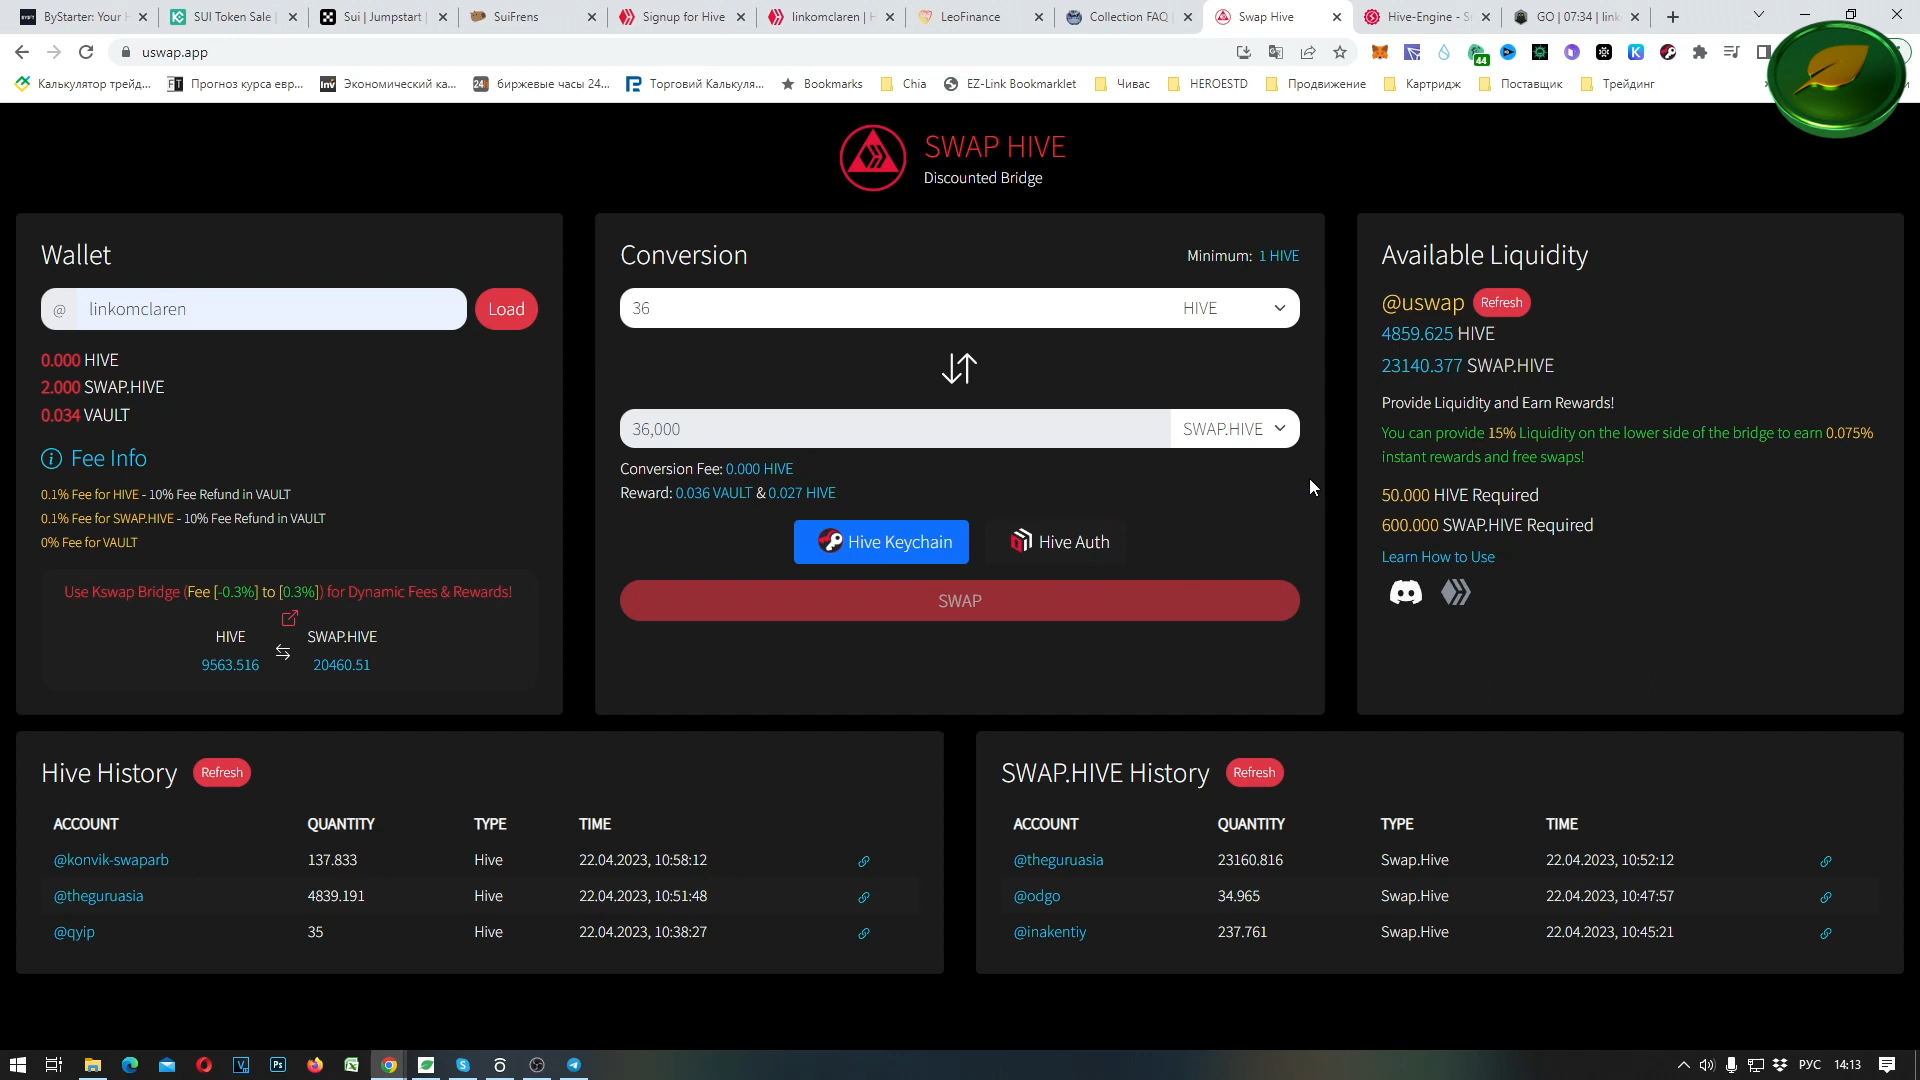 ByStarter: Your H
SUI Token Sale |
Sui | Jumpstart |
SuiFrens
Signup for Hive
linkomclaren | H
LeoFinance
Collection FAQ |
Swap Hive
Hive-Engine - S
GO | 07:34 | link
uswap.app
44
Калькулятор трейд...
Прогноз курса евр...
Экономический ка...
биржевые часы 24...
Торговий Калькуля...
Bookmarks
Chia
EZ-Link Bookmarklet
Чивас
HEROESTD
Продвижение
Картридж
Поставщик
Трейдинг
SWAP HIVE
Discounted Bridge
Wallet
@ linkomclaren Load
0.000 HIVE
2.000 SWAP.HIVE
0.034 VAULT
Fee Info
0.1% Fee for HIVE - 10% Fee Refund in VAULT
0.1% Fee for SWAP.HIVE - 10% Fee Refund in VAULT
0% Fee for VAULT
Use Kswap Bridge (Fee [-0.3%] to [0.3%]) for Dynamic Fees & Rewards!
HIVE SWAP.HIVE
9563.516 20460.51
Conversion Minimum: 1 HIVE
36 HIVE
36,000 SWAP.HIVE
Conversion Fee: 0.000 HIVE
Reward: 0.036 VAULT & 0.027 HIVE
Hive Keychain Hive Auth
SWAP
Available Liquidity
@uswap Refresh
4859.625 HIVE
23140.377 SWAP.HIVE
Provide Liquidity and Earn Rewards!
You can provide 15% Liquidity on the lower side of the bridge to earn 0.075%
instant rewards and free swaps!
50.000 HIVE Required
600.000 SWAP.HIVE Required
Learn How to Use
Hive History Refresh
ACCOUNT QUANTITY TYPE TIME
@konvik-swaparb 137.833 Hive 22.04.2023, 10:58:12
@theguruasia 4839.191 Hive 22.04.2023, 10:51:48
@qyip 35 Hive 22.04.2023, 10:38:27
SWAP.HIVE History Refresh
ACCOUNT QUANTITY TYPE TIME
@theguruasia 23160.816 Swap.Hive 22.04.2023, 10:52:12
@odgo 34.965 Swap.Hive 22.04.2023, 10:47:57
@inakentiy 237.761 Swap.Hive 22.04.2023, 10:45:21
РУС 14:13